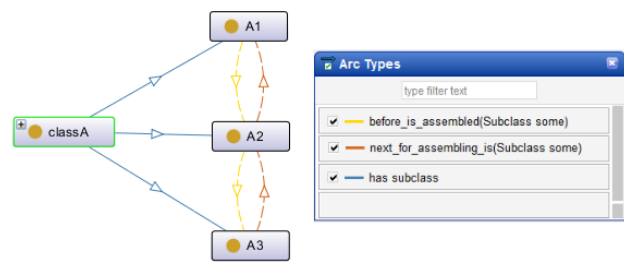 A1
classA
A2
A3
Arc Types
type filter text
before_is_assembled(Subclass some)
next_for_assembling_is(Subclass some)
has subclass